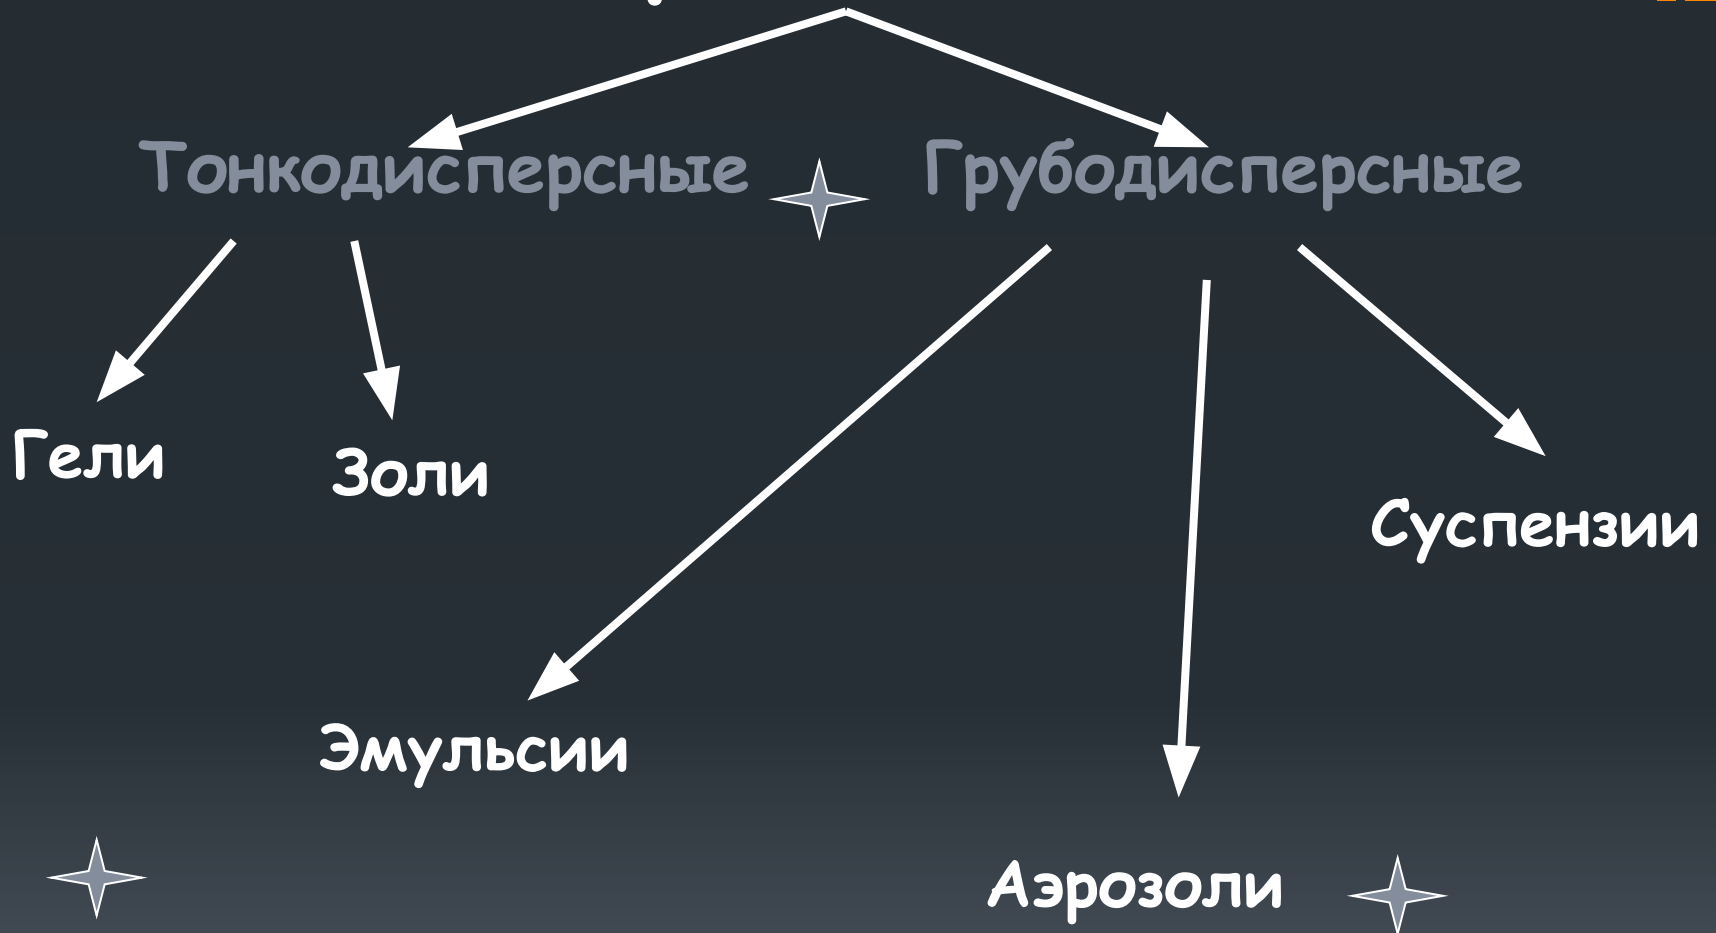 Тонкодисперсные Грубодисперсные
Гели
Золи
Суспензии
Эмульсии
Аэрозоли